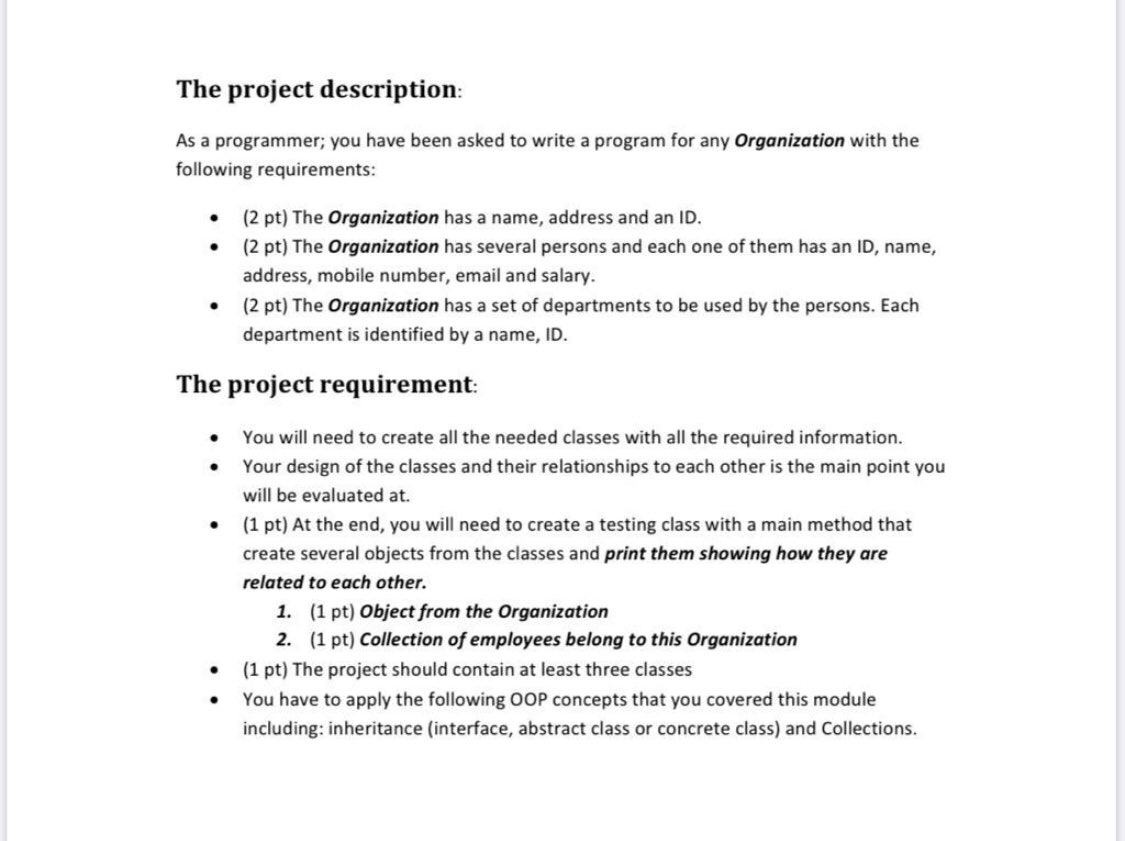 The project description:
As a programmer; you have been asked to write a program for any Organization with the
following requirements:
• (2 pt) The Organization has a name, address and an ID.
• (2 pt) The Organization has several persons and each one of them has an ID, name,
address, mobile number, email and salary.
• (2 pt) The Organization has a set of departments to be used by the persons. Each
department is identified by a name, ID.
The project requirement:
• You will need to create all the needed classes with all the required information.
• Your design of the classes and their relationships to each other is the main point you
will be evaluated at.
• (1 pt) At the end, you will need to create a testing class with a main method that
create several objects from the classes and print them showing how they are
related to each other.
1. (1 pt) Object from the Organization
2. (1 pt) Collection of employees belong to this Organization
• (1 pt) The project should contain at least three classes
• You have to apply the following OOP concepts that you covered this module
including: inheritance (interface, abstract class or concrete class) and Collections.